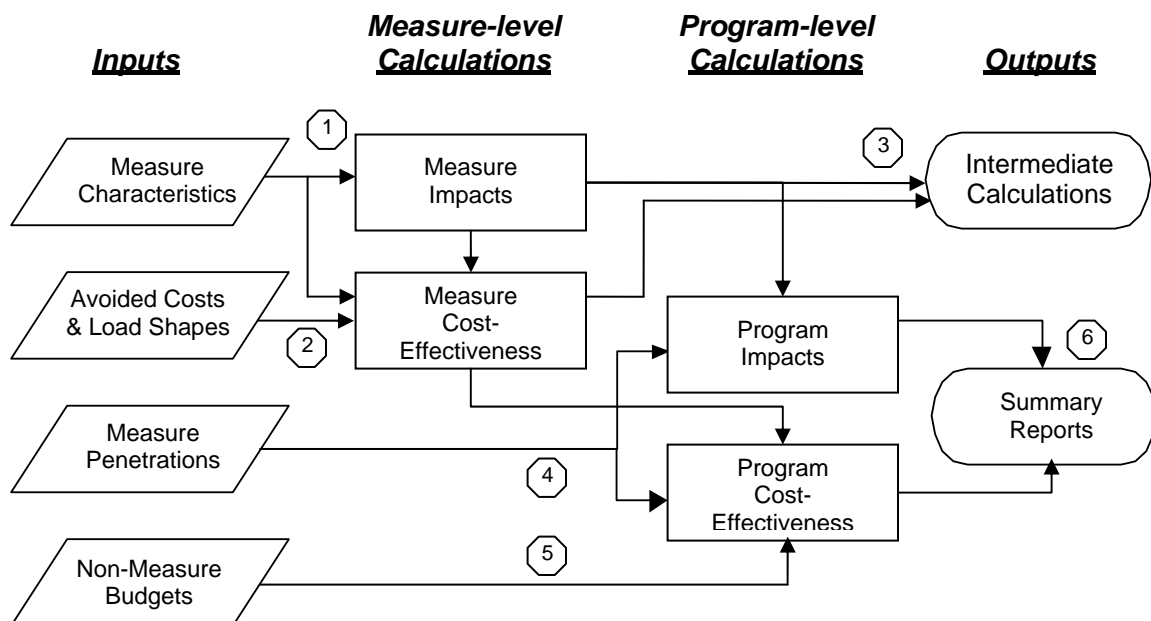 Measure-level
Program-level
Inputs
Calculations
Calculations
Outputs
1
3
Measure
Characteristics
Measure
Impacts
Intermediate
Calculations
Avoided Costs
& Load Shapes
2
Measure
Cost-
Effectiveness
Program
Impacts
6
Summary
Reports
Measure
Penetrations
4
Program
Cost-
Effectiveness
5
Non-Measure
Budgets